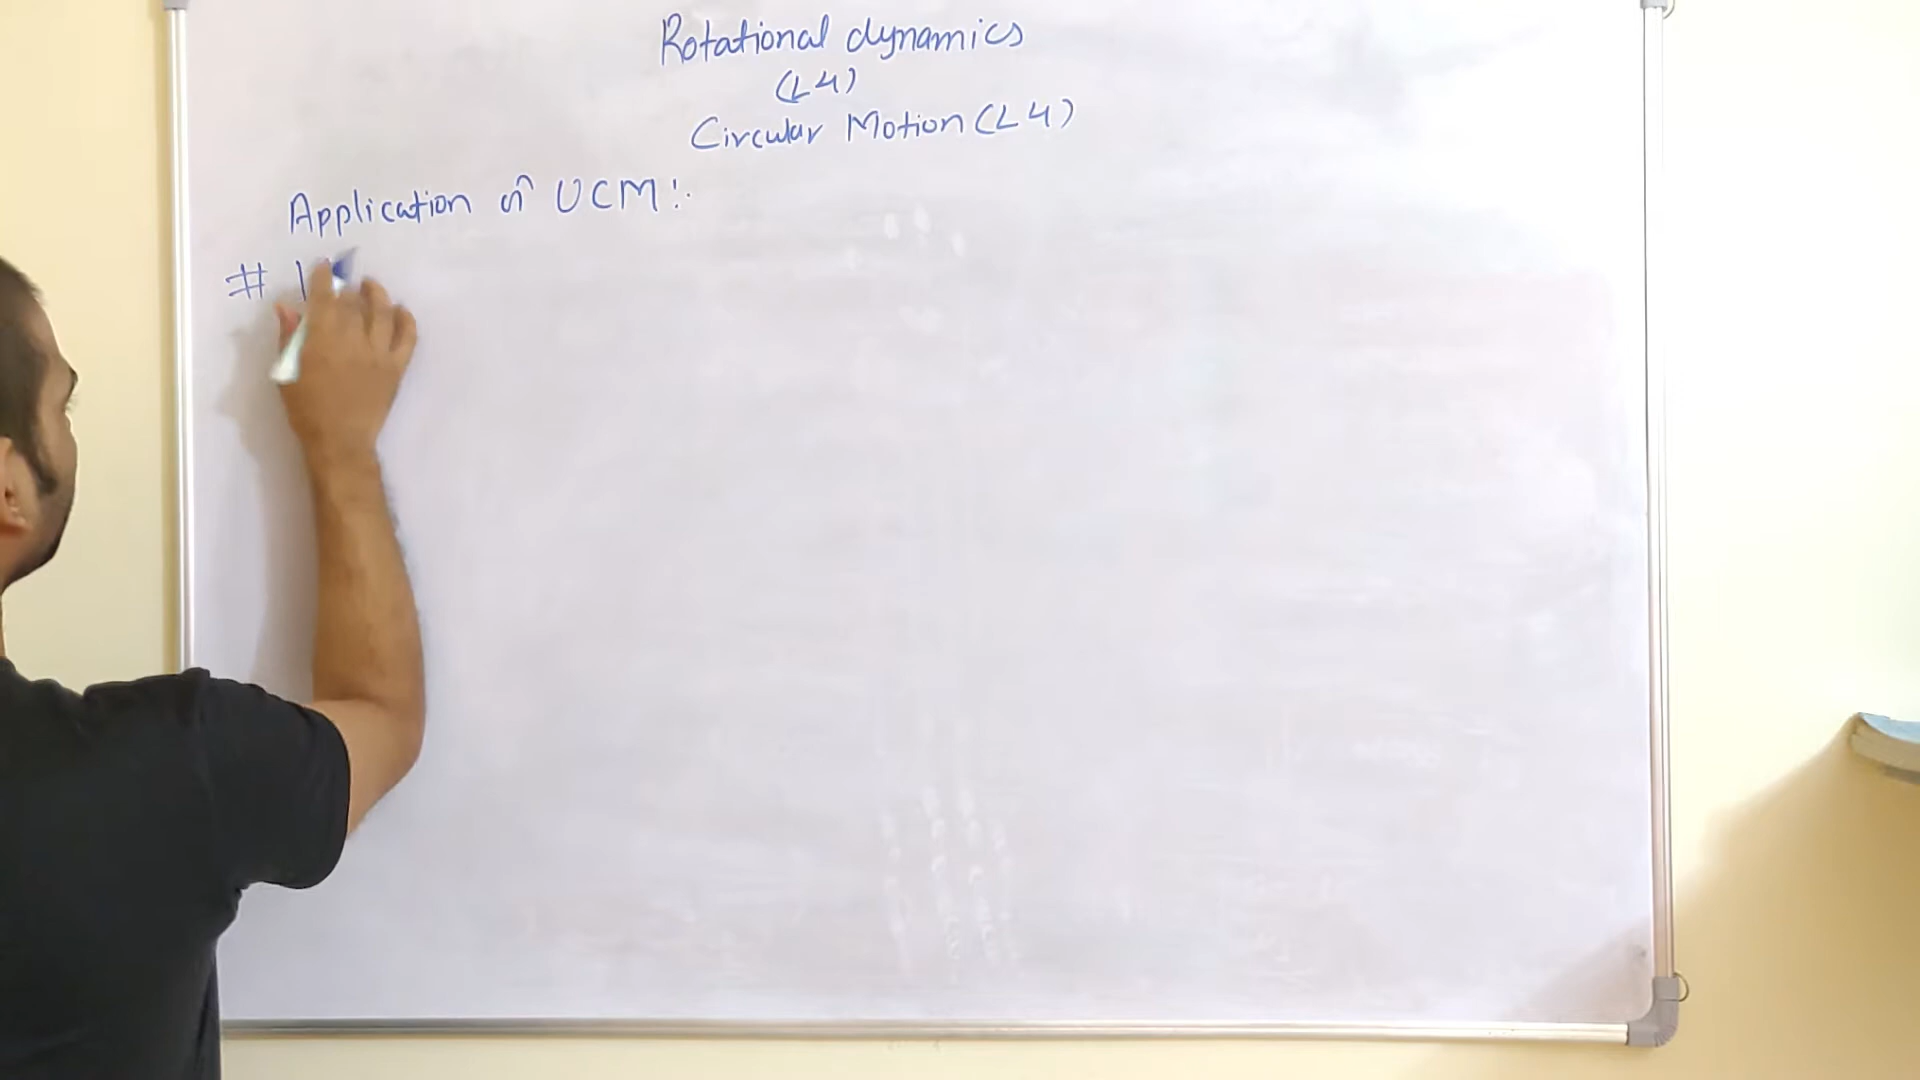 Rotational dynamics
(L4)
Circular Motion (L4)
Application of UCM :-
#